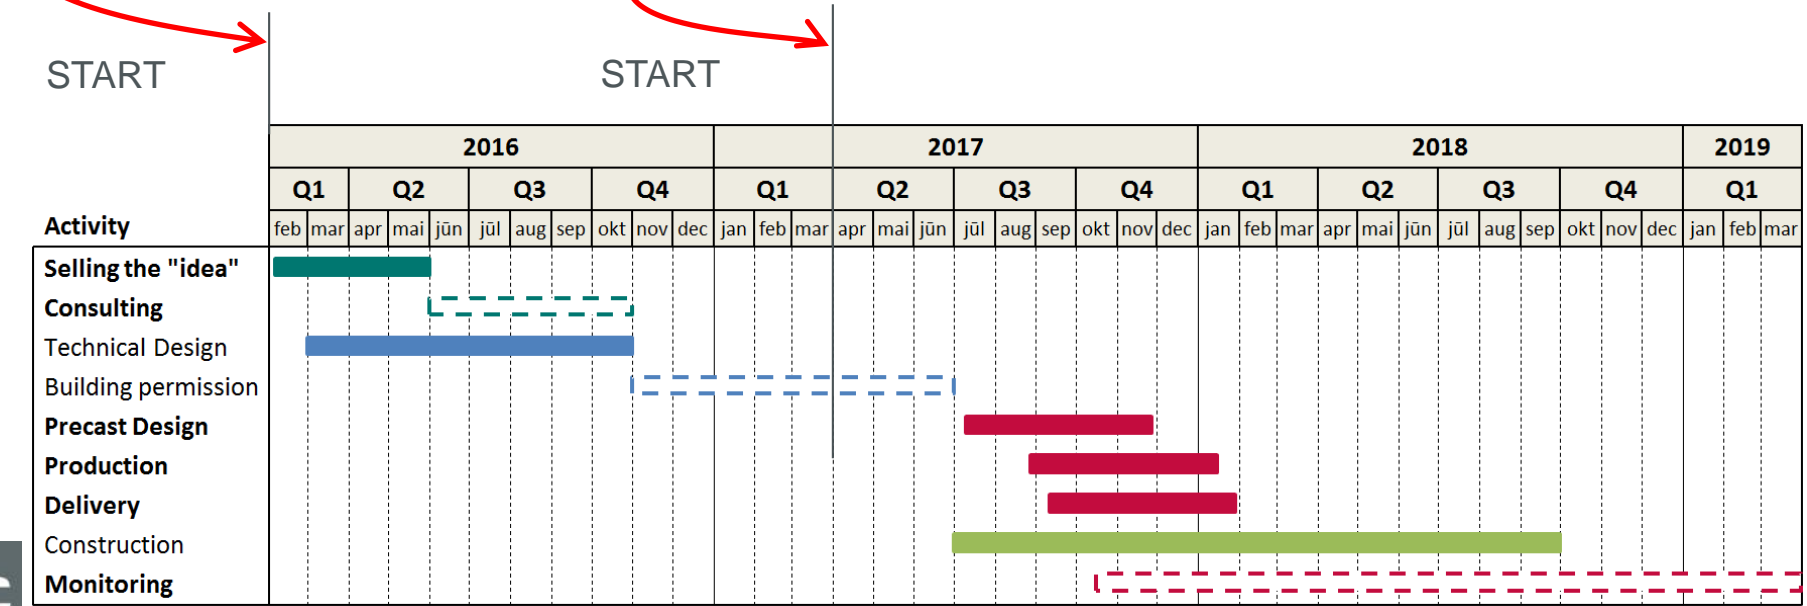 START START
2016 2017 2018 2019
Q1 Q2 Q3 Q4 Q1 Q2 Q3 Q4 Q1 Q2 Q3 Q4 Q1
Activity feb mar apr mai jūn jūl aug sep okt nov dec jan feb mar apr mai jūn jūl aug sep okt nov dec jan feb mar apr mai jūn jūl aug sep okt nov dec jan feb mar
Selling the "idea"
Consulting
Technical Design
Building permission
Precast Design
Production
Delivery
Construction
Monitoring